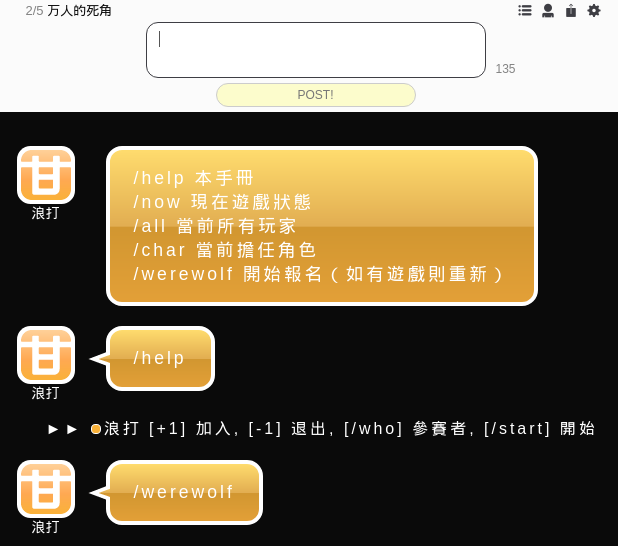 2/5 万人的死角
135
POST!
甘
浪打
/help 本手冊
/now 現在遊戲狀態
/all 當前所有玩家
/char 當前擔任角色
/werewolf 開始報名（如有遊戲則重新）
甘
浪打
/help
►► 浪打 [+1] 加入, [-1] 退出, [/who] 參賽者, [/start] 開始
甘
浪打
/werewolf